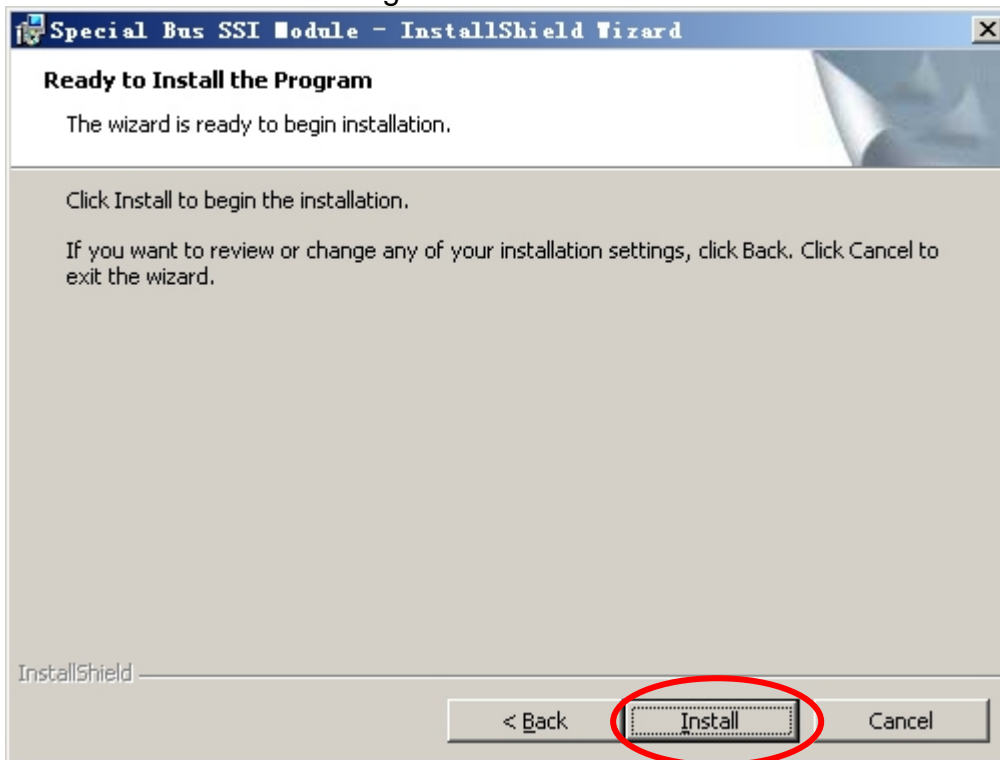 Special Bus SSI Module - InstallShield Wizard
Ready to Install the Program
The wizard is ready to begin installation.
Click Install to begin the installation.
If you want to review or change any of your installation settings, click Back. Click Cancel to
exit the wizard.
InstallShield
< Back Install Cancel